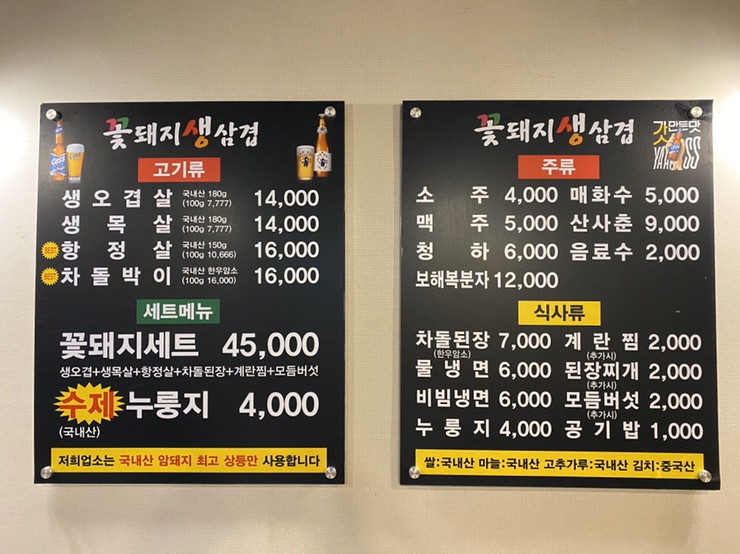 꽃돼지생삼겹
고기류
생오겹살 국내산 180g (100g 7,777) 14,000
생목살 국내산 180g (100g 7,777) 14,000
BEST 항정살 국내산 150g (100g 10,666) 16,000
BEST 차돌박이 국내산 한우암소 (100g 16,000) 16,000
세트메뉴
꽃돼지세트 45,000
생오겹+생목살+항정살+차돌된장+계란찜+모듬버섯
수제 누룽지 4,000
(국내산)
저희업소는 국내산 암돼지 최고 상등만 사용합니다
꽃돼지생삼겹
갓 만든 맛
주류
소주 4,000 매화수 5,000
맥주 5,000 산사춘 9,000
청하 6,000 음료수 2,000
보해복분자 12,000
식사류
차돌된장 7,000 계란찜 2,000
(한우암소) (추가시)
물냉면 6,000 된장찌개 2,000
(추가시)
비빔냉면 6,000 모듬버섯 2,000
(추가시)
누룽지 4,000 공기밥 1,000
쌀:국내산 마늘:국내산 고추가루:국내산 김치:중국산